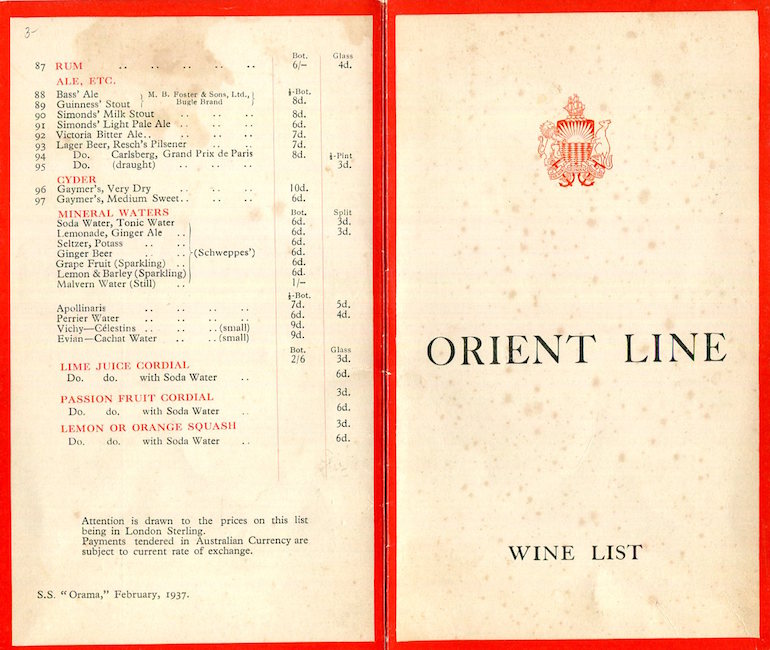 3-
Bot. Glass
87 RUM .. .. .. .. .. 6/- 4d.
ALE, ETC.
½-Bot.
88 Bass' Ale } M. B. Foster & Sons, Ltd., }
89 Guinness' Stout } Bugle Brand } 8d.
90 Simonds' Milk Stout .. .. .. 8d.
91 Simonds' Light Pale Ale .. .. .. 6d.
92 Victoria Bitter Ale.. .. .. .. 7d.
93 Lager Beer, Resch's Pilsener .. .. 7d.
94 Do. Carlsberg, Grand Prix de Paris 8d. ½-Pint
95 Do. (draught) .. .. .. 3d.
CYDER
96 Gaymer's, Very Dry .. .. .. 10d.
97 Gaymer's, Medium Sweet.. .. .. 6d.
MINERAL WATERS Bot. Split
Soda Water, Tonic Water 6d. 3d.
Lemonade, Ginger Ale .. 6d. 3d.
Seltzer, Potass .. .. 6d.
Ginger Beer .. .. (Schweppes') 6d.
Grape Fruit (Sparkling) .. 6d.
Lemon & Barley (Sparkling) 6d.
Malvern Water (Still) .. 1/-
½-Bot.
Apollinaris .. .. .. .. 7d. 5d.
Perrier Water .. .. .. .. 6d. 4d.
Vichy—Célestins .. .. .. (small) 9d.
Evian—Cachat Water .. .. (small) 9d.
Bot. Glass
LIME JUICE CORDIAL 2/6 3d.
Do. do. with Soda Water .. 6d.
PASSION FRUIT CORDIAL 3d.
Do. do. with Soda Water .. 6d.
LEMON OR ORANGE SQUASH 3d.
Do. do. with Soda Water .. 6d.
Attention is drawn to the prices on this list
being in London Sterling.
Payments tendered in Australian Currency are
subject to current rate of exchange.
S.S. "Orama," February, 1937.
ORIENT LINE
WINE LIST